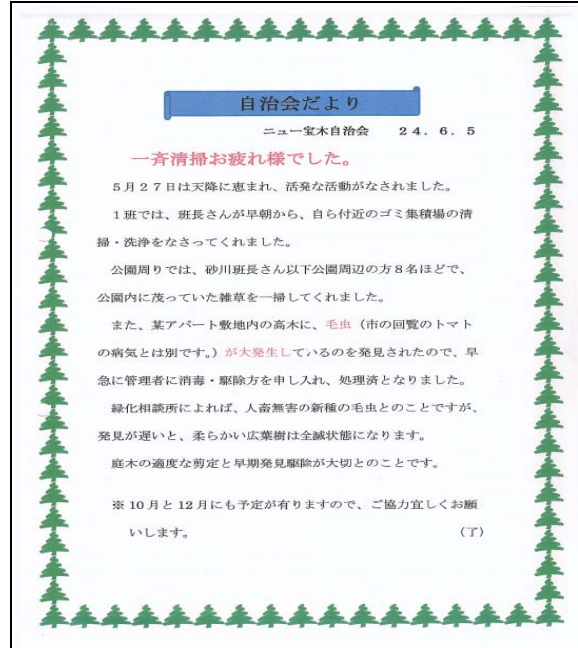 自治会だより
ニュー宝木自治会　２４．６．５
一斉清掃お疲れ様でした。
５月２７日は天降に恵まれ、活発な活動がなされました。
１班では、班長さんが早朝から、自ら付近のゴミ集積場の清
掃・洗浄をなさってくれました。
公園周りでは、砂川班長さん以下公園周辺の方８名ほどで、
公園内に茂っていた雑草を一掃してくれました。
また、某アパート敷地内の高木に、毛虫（市の回覧のトマト
の病気とは別です。）が大発生しているのを発見されたので、早
急に管理者に消毒・駆除方を申し入れ、処理済となりました。
緑化相談所によれば、人畜無害の新種の毛虫とのことですが、
発見が遅いと、柔らかい広葉樹は全滅状態になります。
庭木の適度な剪定と早期発見駆除が大切とのことです。
※10月と12月にも予定が有りますので、ご協力宜しくお願
いします。　（了）